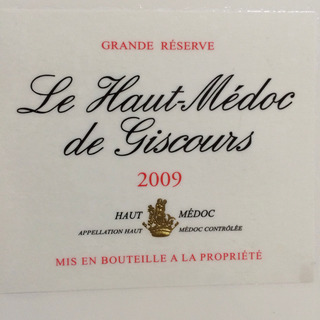 GRANDE RÉSERVE
Le Haut-Médoc
de Giscours
2009
HAUT MÉDOC
APPELLATION HAUT MÉDOC CONTRÔLÉE
MIS EN BOUTEILLE A LA PROPRIÉTÉ